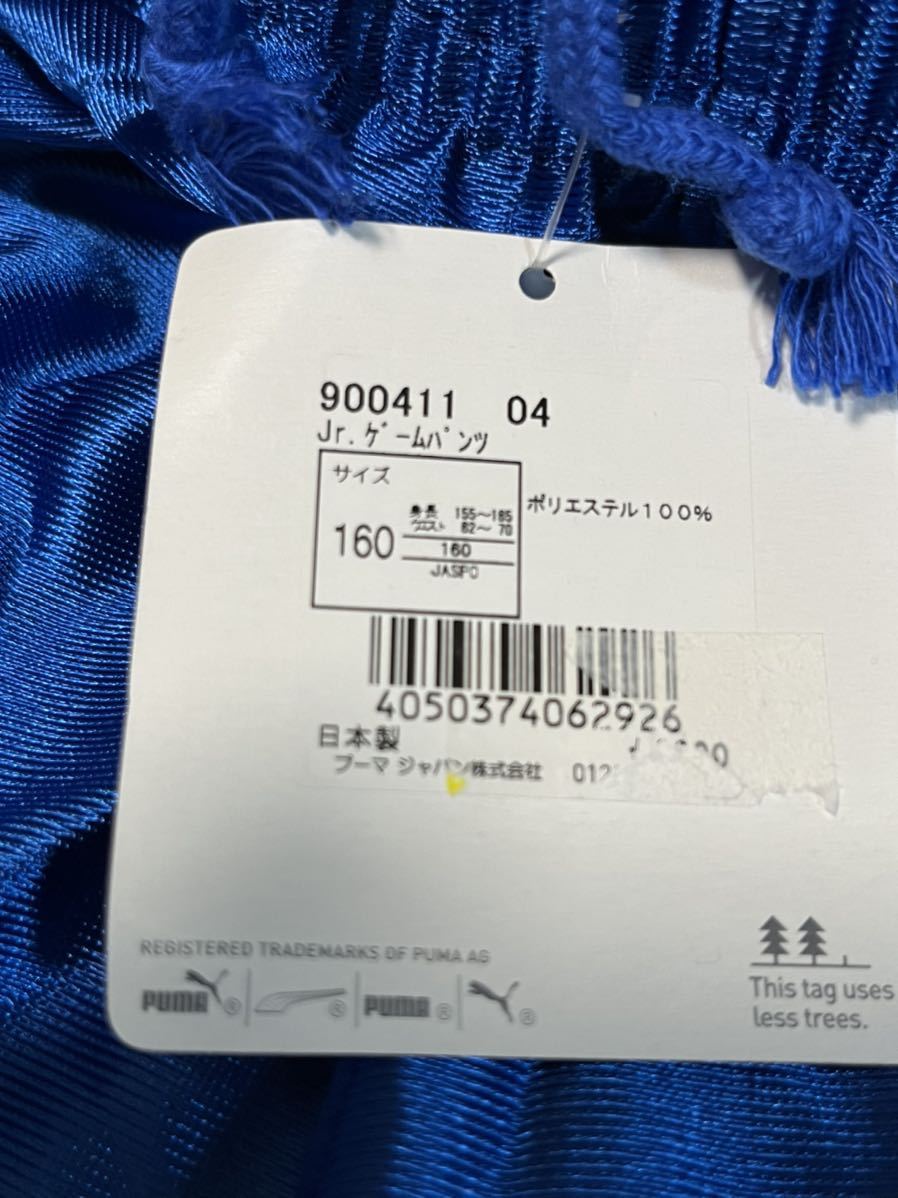 900411 04
Jr.ｹﾞｰﾑﾊﾟﾝﾂ
サイズ
160
身長 155～165
ｳｴｽﾄ 62～ 70
160
JASPO
ポリエステル100%
4050374062926
日本製
プーマ ジャパン株式会社
REGISTERED TRADEMARKS OF PUMA AG
PUMA® ® PUMA® ®
This tag uses
less trees.